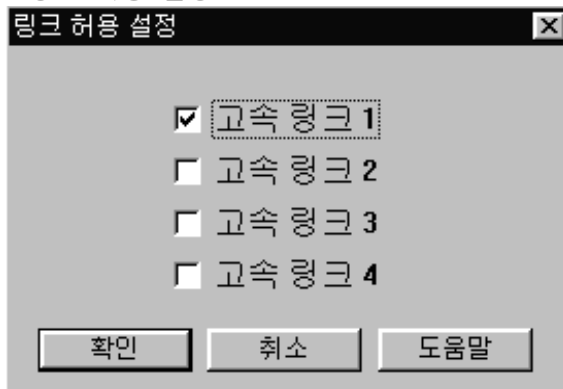 링크 허용 설정
고속 링크 1
고속 링크 2
고속 링크 3
고속 링크 4
확인 취소 도움말